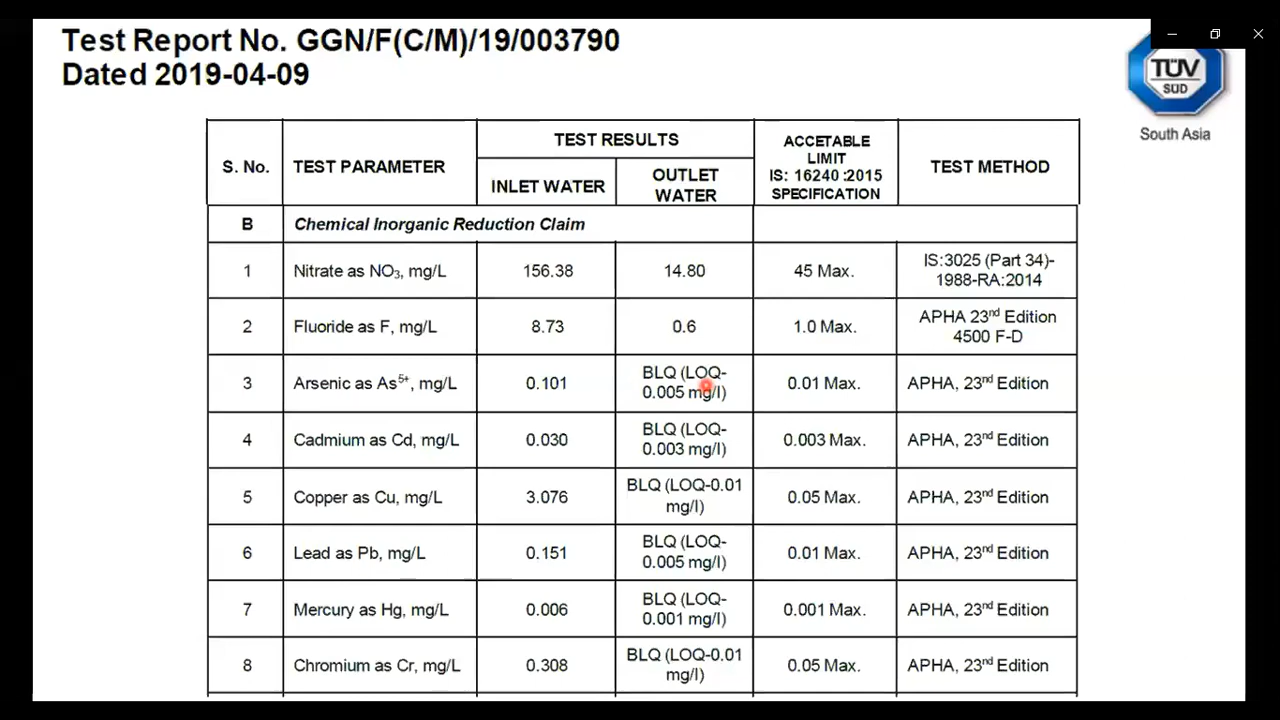 Test Report No. GGN/F(C/M)/19/003790
Dated 2019-04-09
TÜV
SÜD
South Asia
S. No. TEST PARAMETER TEST RESULTS ACCETABLE LIMIT IS: 16240:2015 SPECIFICATION TEST METHOD
INLET WATER OUTLET WATER
B Chemical Inorganic Reduction Claim
1 Nitrate as NO₃, mg/L 156.38 14.80 45 Max. IS:3025 (Part 34)-1988-RA:2014
2 Fluoride as F, mg/L 8.73 0.6 1.0 Max. APHA 23ʳᵈ Edition 4500 F-D
3 Arsenic as As⁵⁺, mg/L 0.101 BLQ (LOQ-0.005 mg/l) 0.01 Max. APHA, 23ʳᵈ Edition
4 Cadmium as Cd, mg/L 0.030 BLQ (LOQ-0.003 mg/l) 0.003 Max. APHA, 23ʳᵈ Edition
5 Copper as Cu, mg/L 3.076 BLQ (LOQ-0.01 mg/l) 0.05 Max. APHA, 23ʳᵈ Edition
6 Lead as Pb, mg/L 0.151 BLQ (LOQ-0.005 mg/l) 0.01 Max. APHA, 23ʳᵈ Edition
7 Mercury as Hg, mg/L 0.006 BLQ (LOQ-0.001 mg/l) 0.001 Max. APHA, 23ʳᵈ Edition
8 Chromium as Cr, mg/L 0.308 BLQ (LOQ-0.01 mg/l) 0.05 Max. APHA, 23ʳᵈ Edition